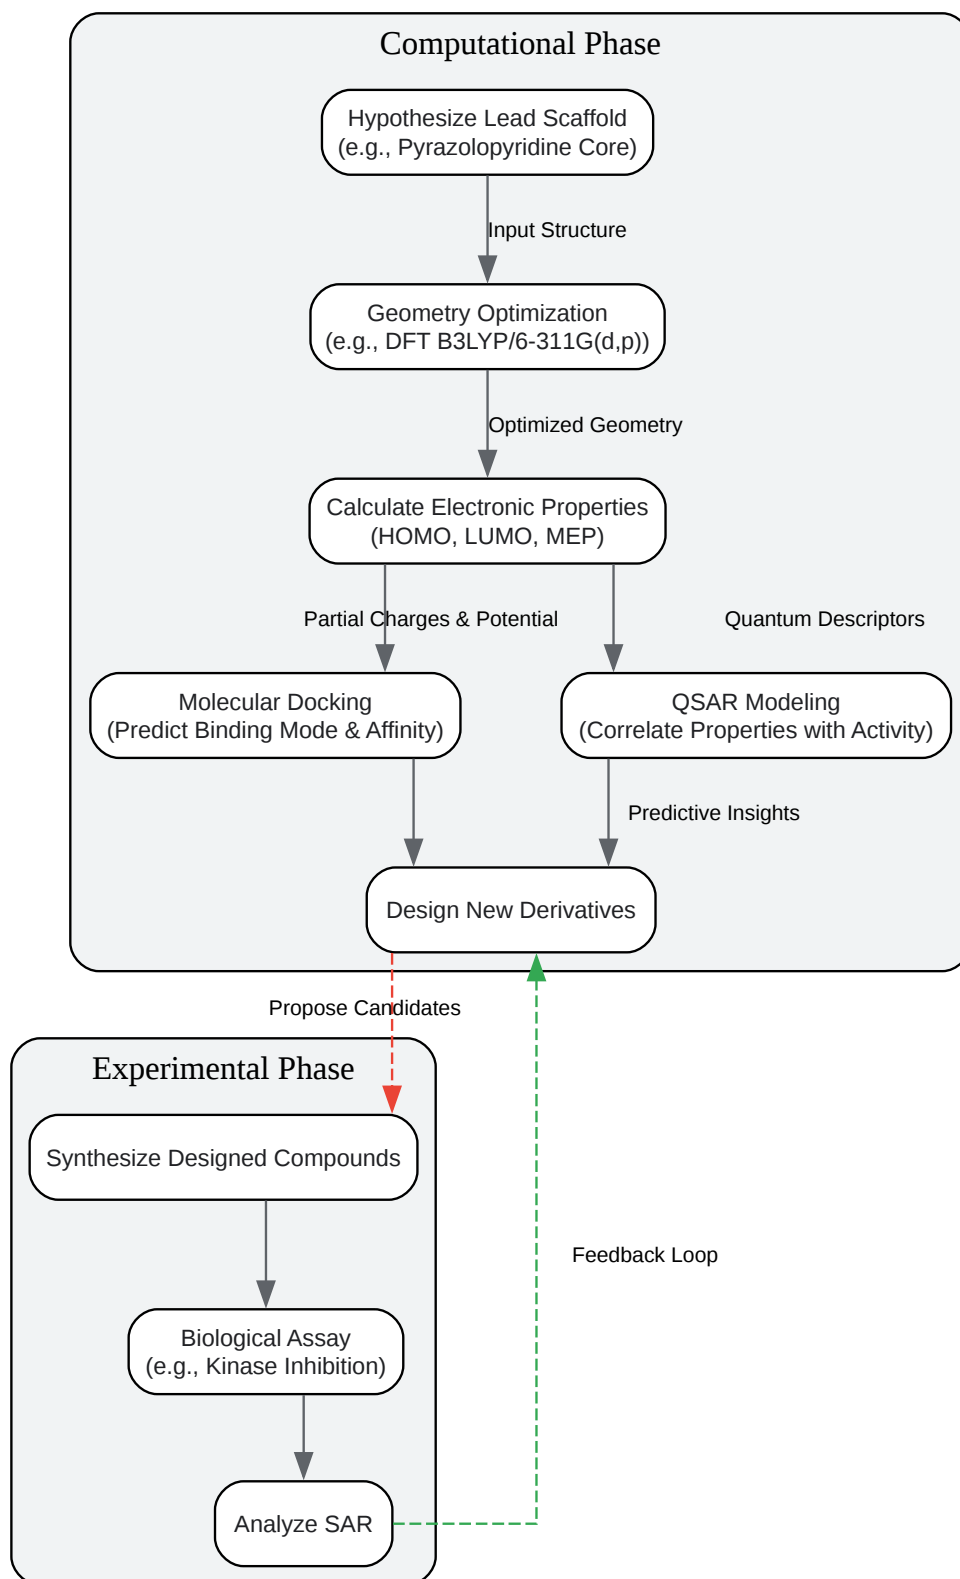 Computational Phase
Hypothesize Lead Scaffold
(e.g., Pyrazolopyridine Core)
Input Structure
Geometry Optimization
(e.g., DFT B3LYP/6-311G(d,p))
Optimized Geometry
Calculate Electronic Properties
(HOMO, LUMO, MEP)
Partial Charges & Potential
Quantum Descriptors
Molecular Docking
(Predict Binding Mode & Affinity)
QSAR Modeling
(Correlate Properties with Activity)
Predictive Insights
Design New Derivatives
Propose Candidates
Experimental Phase
Synthesize Designed Compounds
Feedback Loop
Biological Assay
(e.g., Kinase Inhibition)
Analyze SAR